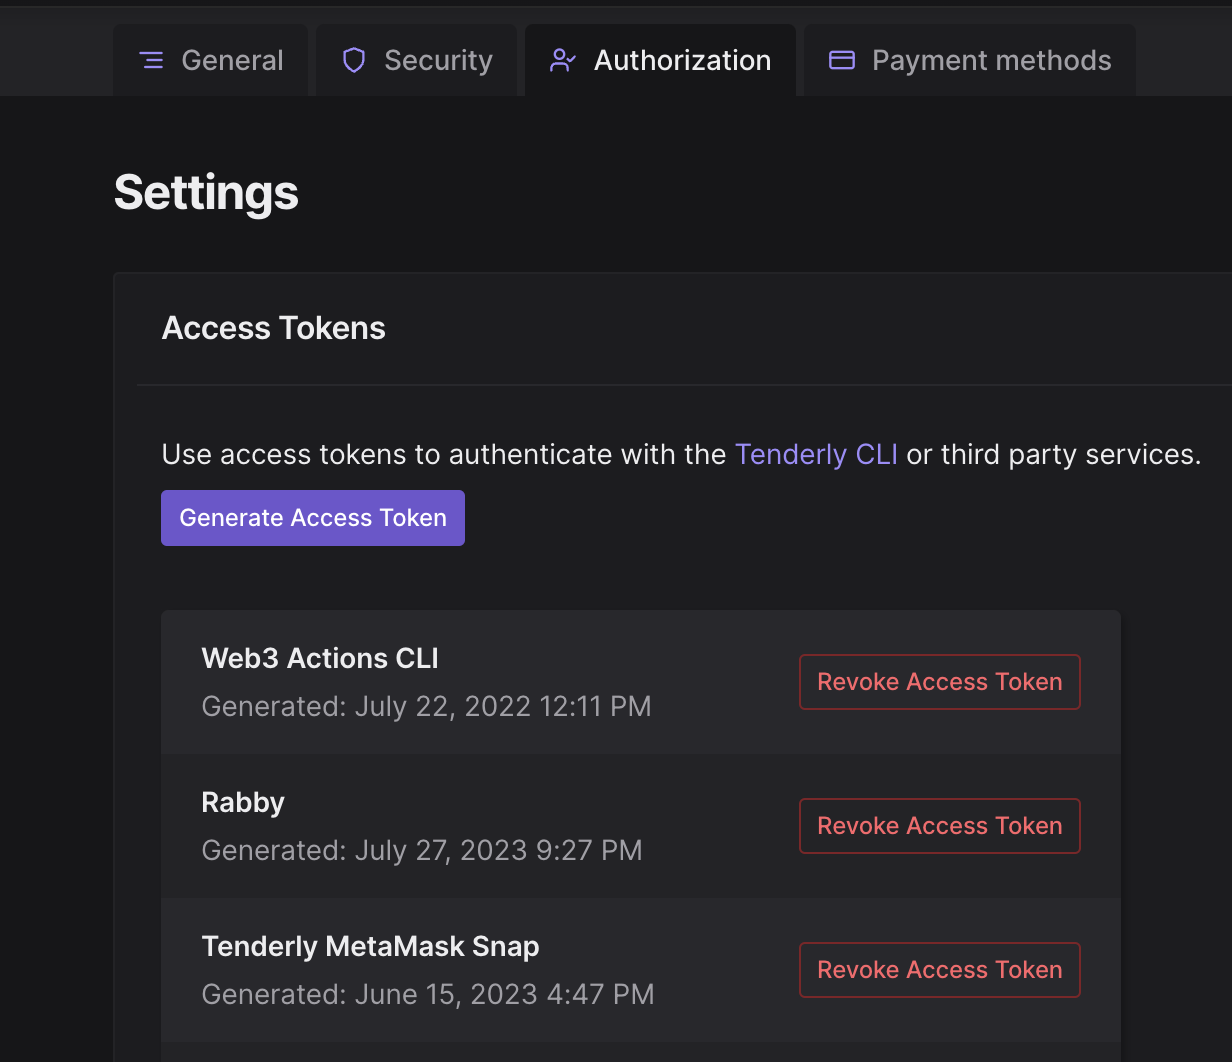 General Security Authorization Payment methods
Settings
Access Tokens
Use access tokens to authenticate with the Tenderly CLI or third party services.
Generate Access Token
Web3 Actions CLI
Generated: July 22, 2022 12:11 PM
Revoke Access Token
Rabby
Generated: July 27, 2023 9:27 PM
Revoke Access Token
Tenderly MetaMask Snap
Generated: June 15, 2023 4:47 PM
Revoke Access Token